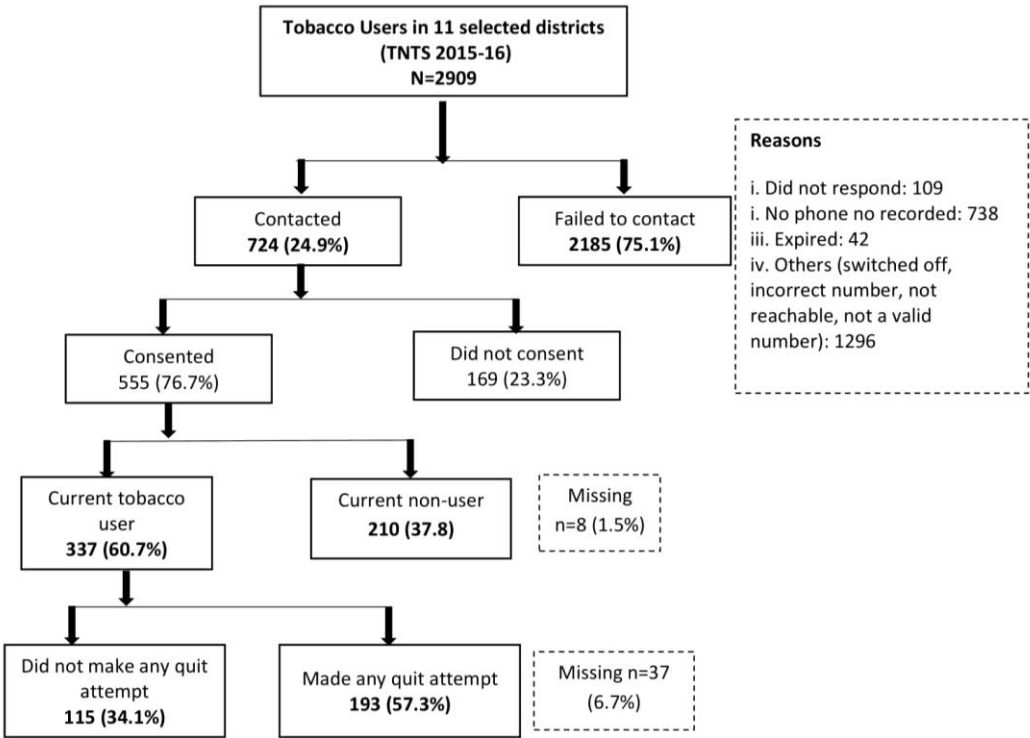 Tobacco Users in 11 selected districts
(TNTS 2015-16)
N=2909
Reasons
i. Did not respond: 109
i. No phone no recorded: 738
iii. Expired: 42
iv. Others (switched off,
incorrect number, not
reachable, not a valid
number): 1296
Contacted
724 (24.9%)
Failed to contact
2185 (75.1%)
Consented
555 (76.7%)
Did not consent
169 (23.3%)
Current tobacco
user
337 (60.7%)
Current non-user
210 (37.8)
Missing
n=8 (1.5%)
Did not make any quit
attempt
115 (34.1%)
Made any quit attempt
193 (57.3%)
Missing n=37
(6.7%)